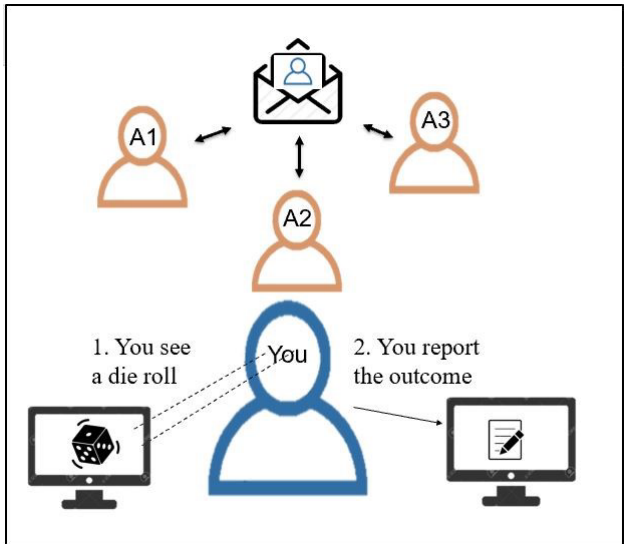 A1
A3
A2
1. You see
a die roll
You
2. You report
the outcome